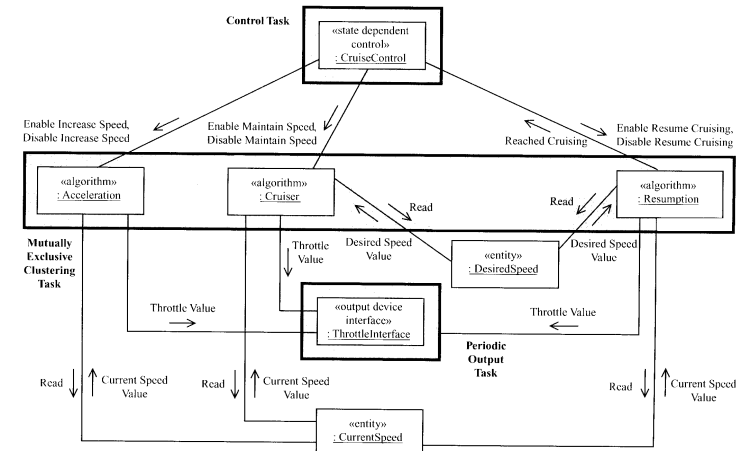 Control Task
«state dependent
control»
: CruiseControl
Enable Increase Speed,
Disable Increase Speed
Enable Maintain Speed,
Disable Maintain Speed
Reached Cruising
Enable Resume Cruising,
Disable Resume Cruising
«algorithm»
: Acceleration
«algorithm»
: Cruiser
«algorithm»
: Resumption
Read
Read
Mutually
Exclusive
Clustering
Task
Throttle
Value
Desired Speed
Value
«entity»
: DesiredSpeed
Desired Speed
Value
Throttle Value
«output device
interface»
: ThrottleInterface
Throttle Value
Periodic
Output
Task
Read
Current Speed
Value
Read
Current Speed
Value
Read
Current Speed
Value
«entity»
: CurrentSpeed